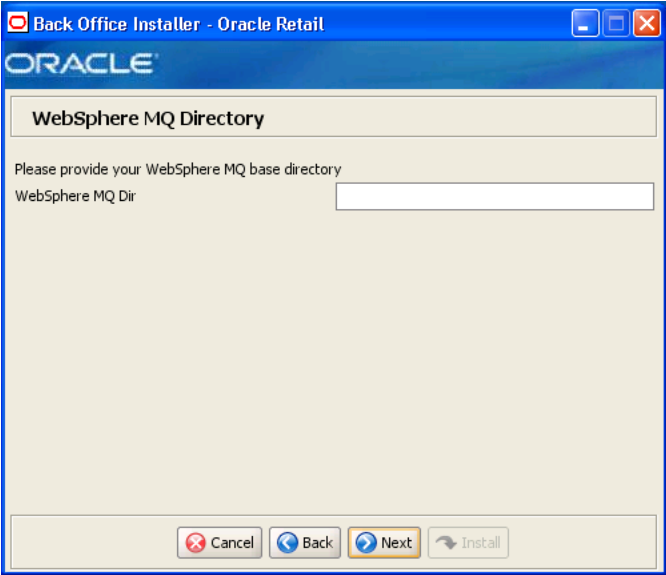 Back Office Installer - Oracle Retail
ORACLE
WebSphere MQ Directory
Please provide your WebSphere MQ base directory
WebSphere MQ Dir
Cancel Back Next Install